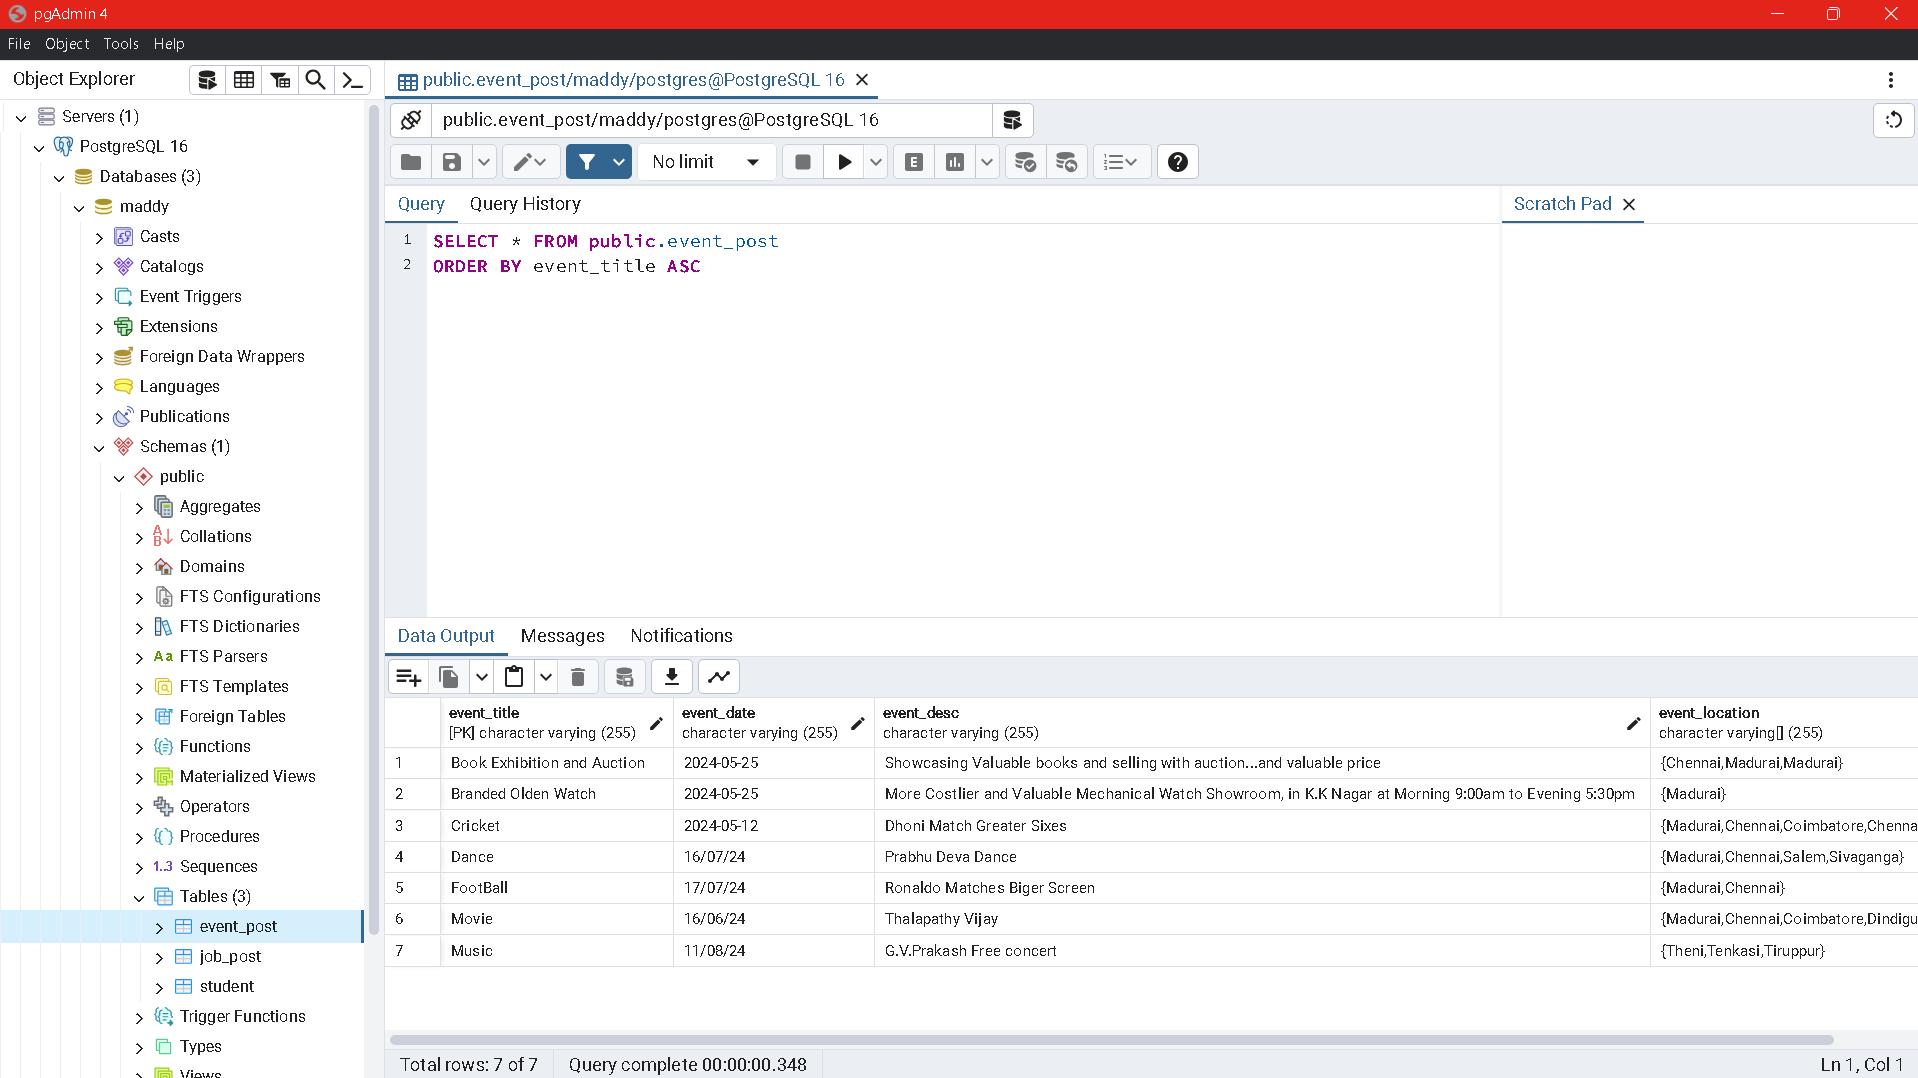 pgAdmin 4
File Object Tools Help
Object Explorer
public.event_post/maddy/postgres@PostgreSQL 16
Servers (1)
public.event_post/maddy/postgres@PostgreSQL 16
PostgreSQL 16
Databases (3)
No limit
E
maddy
Query Query History Scratch Pad
Casts
1 SELECT * FROM public.event_post
2 ORDER BY event_title ASC
Catalogs
Event Triggers
Extensions
Foreign Data Wrappers
Languages
Publications
Schemas (1)
public
Aggregates
Collations
Domains
FTS Configurations
FTS Dictionaries
Aa FTS Parsers
FTS Templates
Foreign Tables
Functions
Materialized Views
Operators
Procedures
1..3 Sequences
Tables (3)
event_post
job_post
student
Trigger Functions
Types
Views
Data Output Messages Notifications
event_title event_date event_desc event_location
[PK] character varying (255) character varying (255) character varying (255) character varying[] (255)
1 Book Exhibition and Auction 2024-05-25 Showcasing Valuable books and selling with auction...and valuable price {Chennai,Madurai,Madurai}
2 Branded Olden Watch 2024-05-25 More Costlier and Valuable Mechanical Watch Showroom, in K.K Nagar at Morning 9:00am to Evening 5:30pm {Madurai}
3 Cricket 2024-05-12 Dhoni Match Greater Sixes {Madurai,Chennai,Coimbatore,Chenna
4 Dance 16/07/24 Prabhu Deva Dance {Madurai,Chennai,Salem,Sivaganga}
5 FootBall 17/07/24 Ronaldo Matches Biger Screen {Madurai,Chennai}
6 Movie 16/06/24 Thalapathy Vijay {Madurai,Chennai,Coimbatore,Dindigu
7 Music 11/08/24 G.V.Prakash Free concert {Theni,Tenkasi,Tiruppur}
Total rows: 7 of 7 Query complete 00:00:00.348 Ln 1, Col 1